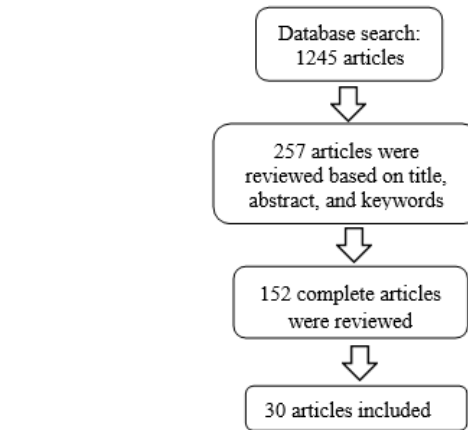 Database search:
1245 articles
257 articles were
reviewed based on title,
abstract, and keywords
152 complete articles
were reviewed
30 articles included